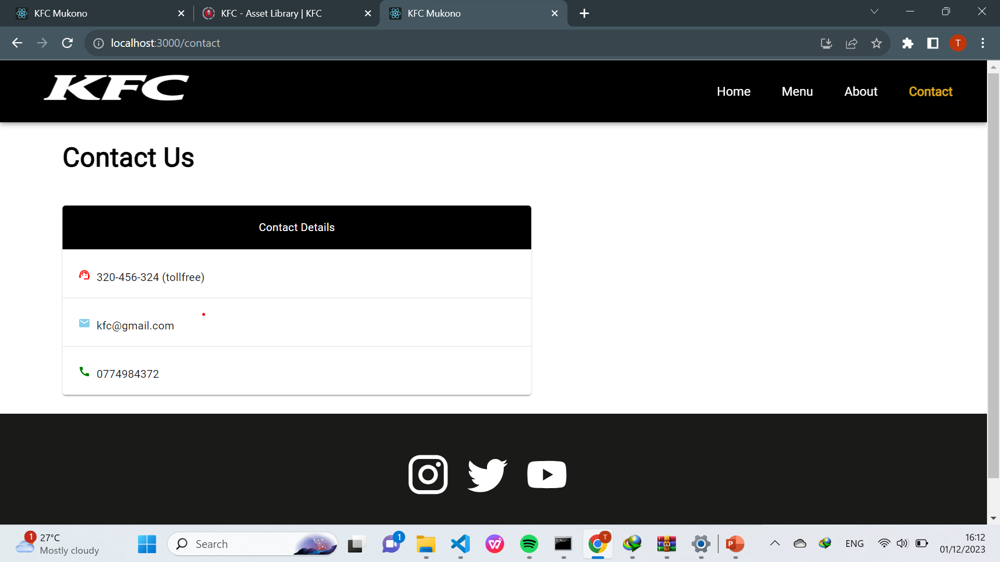 KFC Mukono
KFC - Asset Library | KFC
KFC Mukono
localhost:3000/contact
T
KFC
Home
Menu
About
Contact
Contact Us
Contact Details
320-456-324 (tollfree)
kfc@gmail.com
0774984372
1
27°C
Mostly cloudy
Search
1
T
P
ENG
16:12
01/12/2023